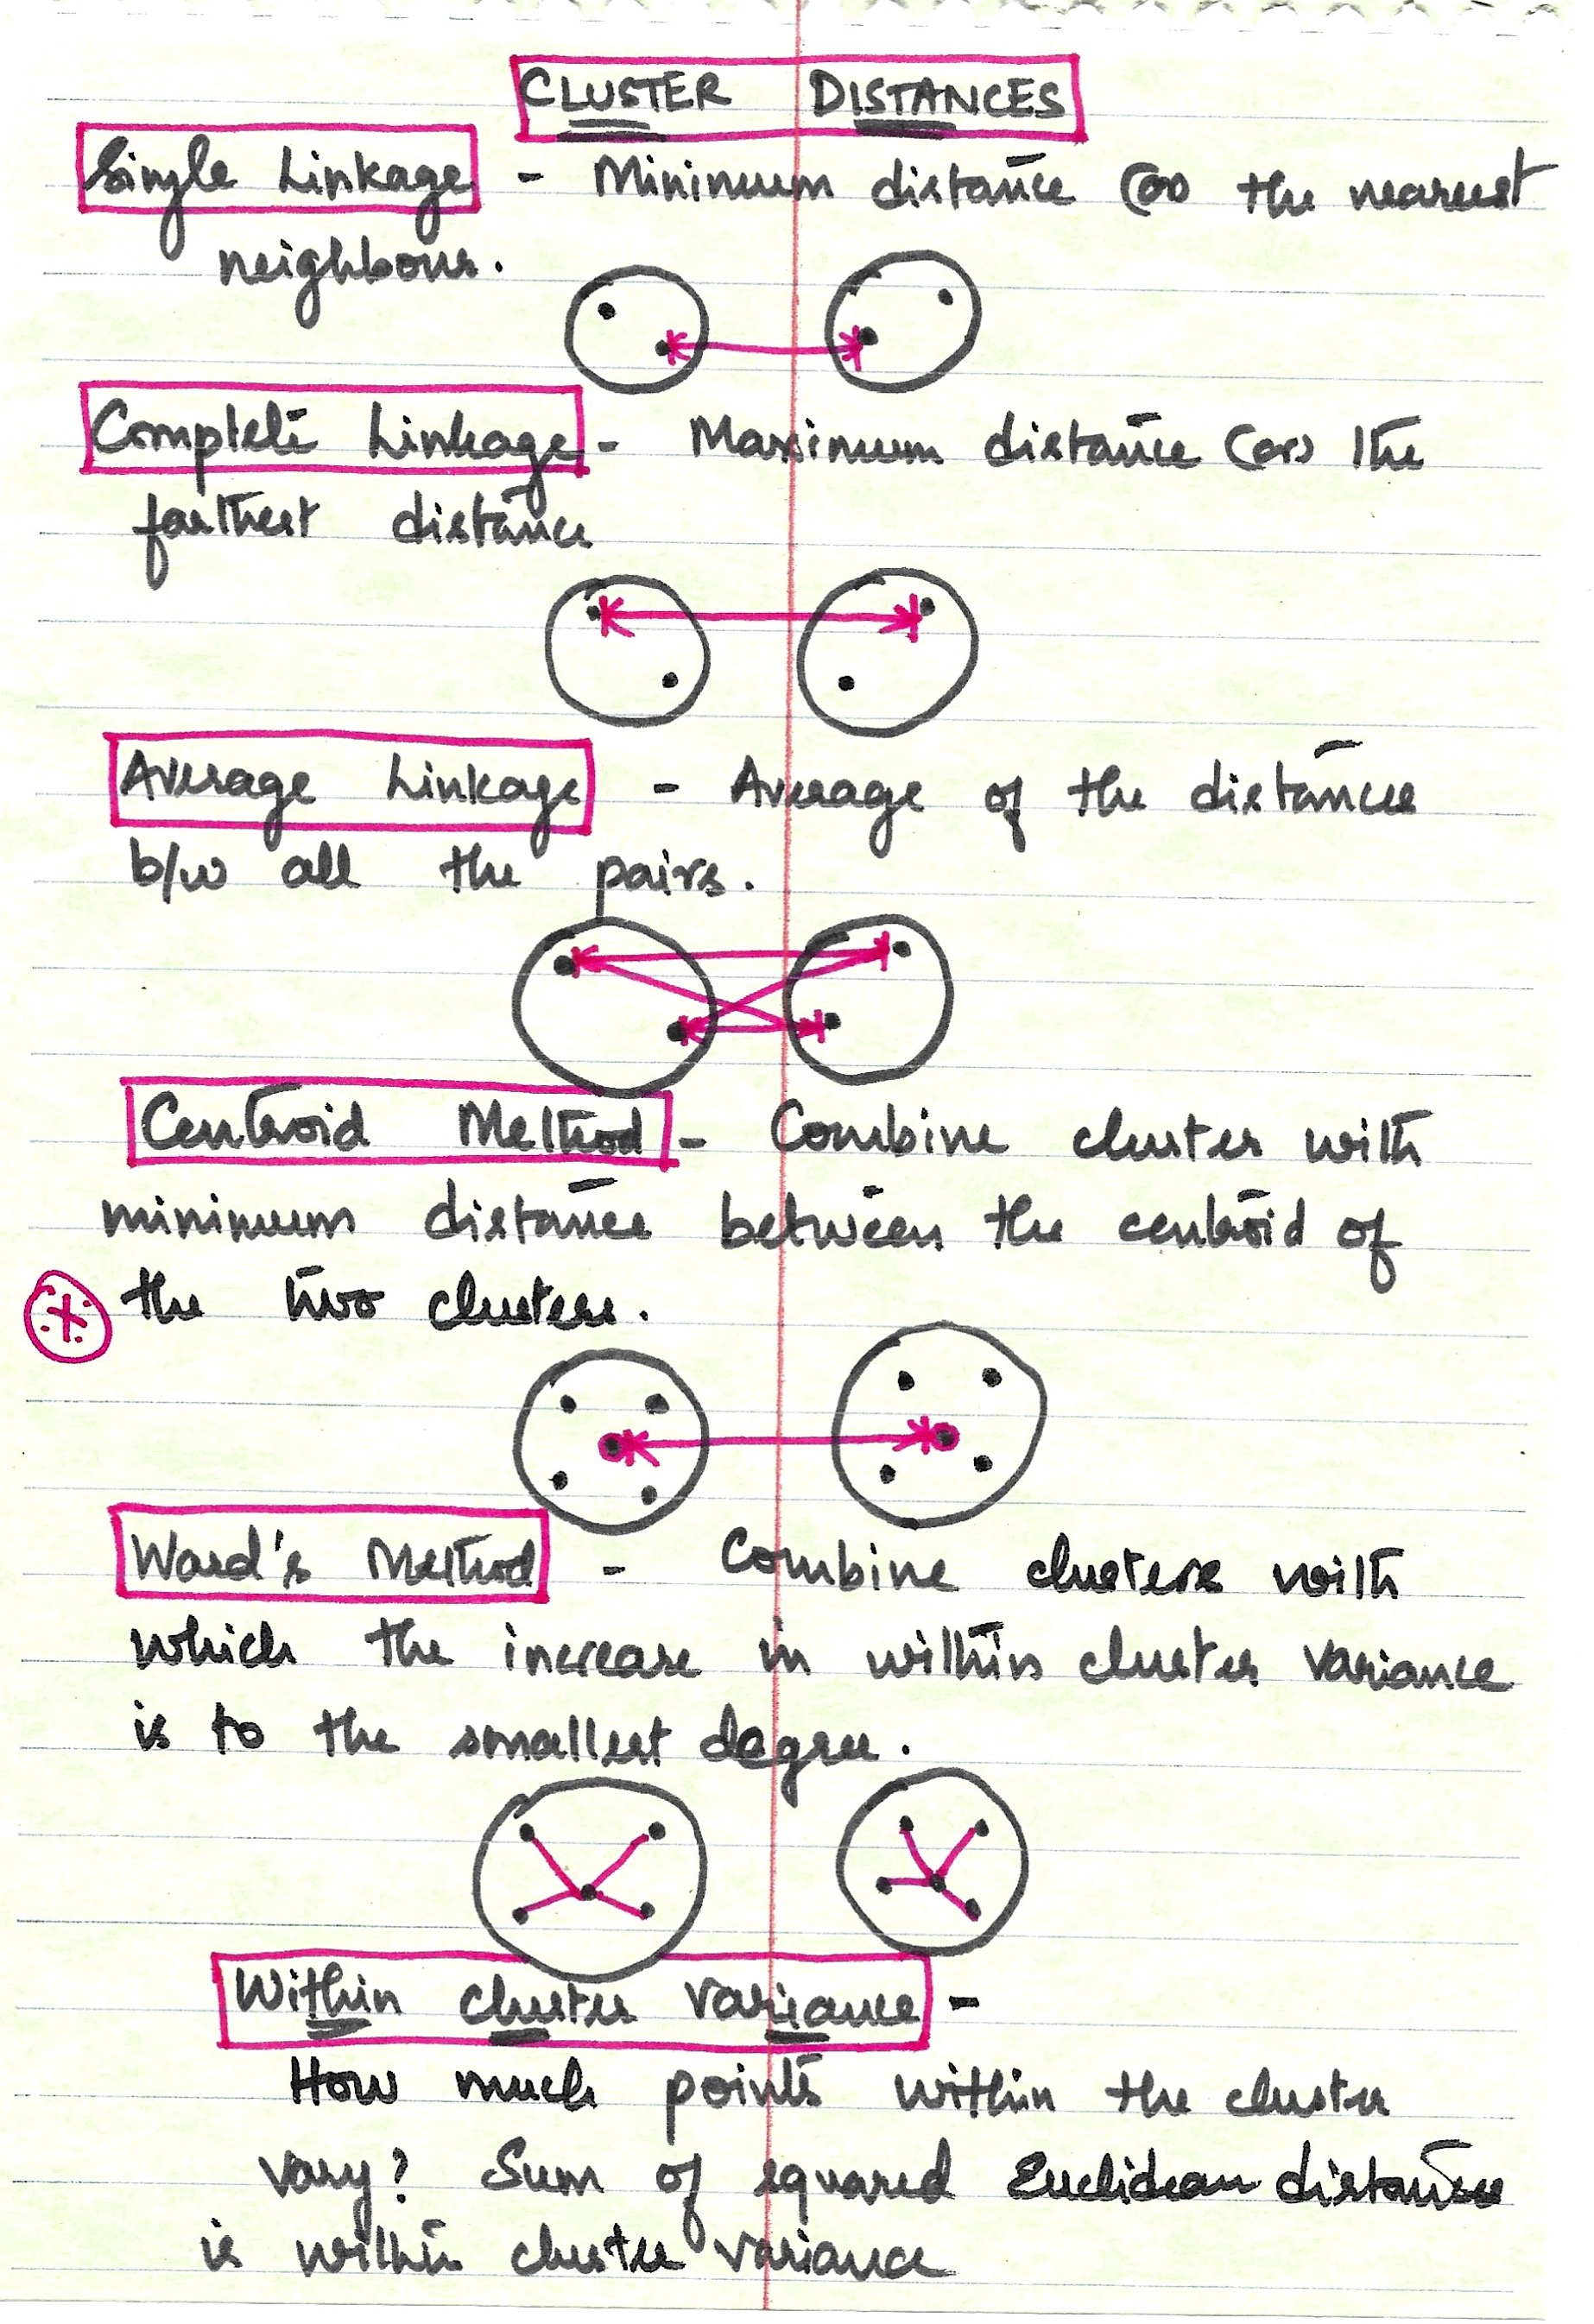 CLUSTER DISTANCES
Single Linkage - Minimum distance (or) the nearest
neighbour.
Complete Linkage - Maximum distance (or) the
farthest distance
Average Linkage - Average of the distances
b/w all the pairs.
Centroid Method - Combine cluster with
minimum distance between the centroid of
the two clusters.
Ward's Method - Combine clusters with
which the increase in within cluster variance
is to the smallest degree.
Within cluster variance -
How much points within the cluster
vary? Sum of squared Euclidean distance
is within cluster variance